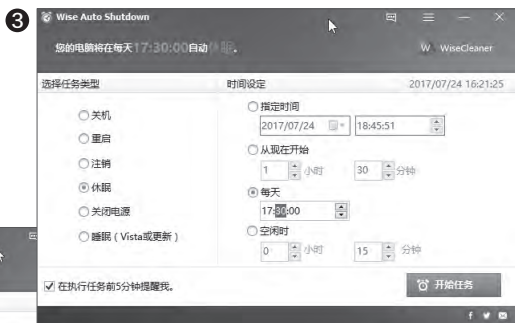 3
Wise Auto Shutdown
您的电脑将在每天17:30:00自动休眠。
W WiseCleaner
选择任务类型
时间设定
2017/07/24 16:21:25
关机
重启
注销
休眠
关闭电源
睡眠（Vista或更新）
指定时间
2017/07/24 18:45:51
从现在开始
1 小时 30 分钟
每天
17:30:00
空闲时
0 小时 15 分钟
在执行任务前5分钟提醒我。
开始任务